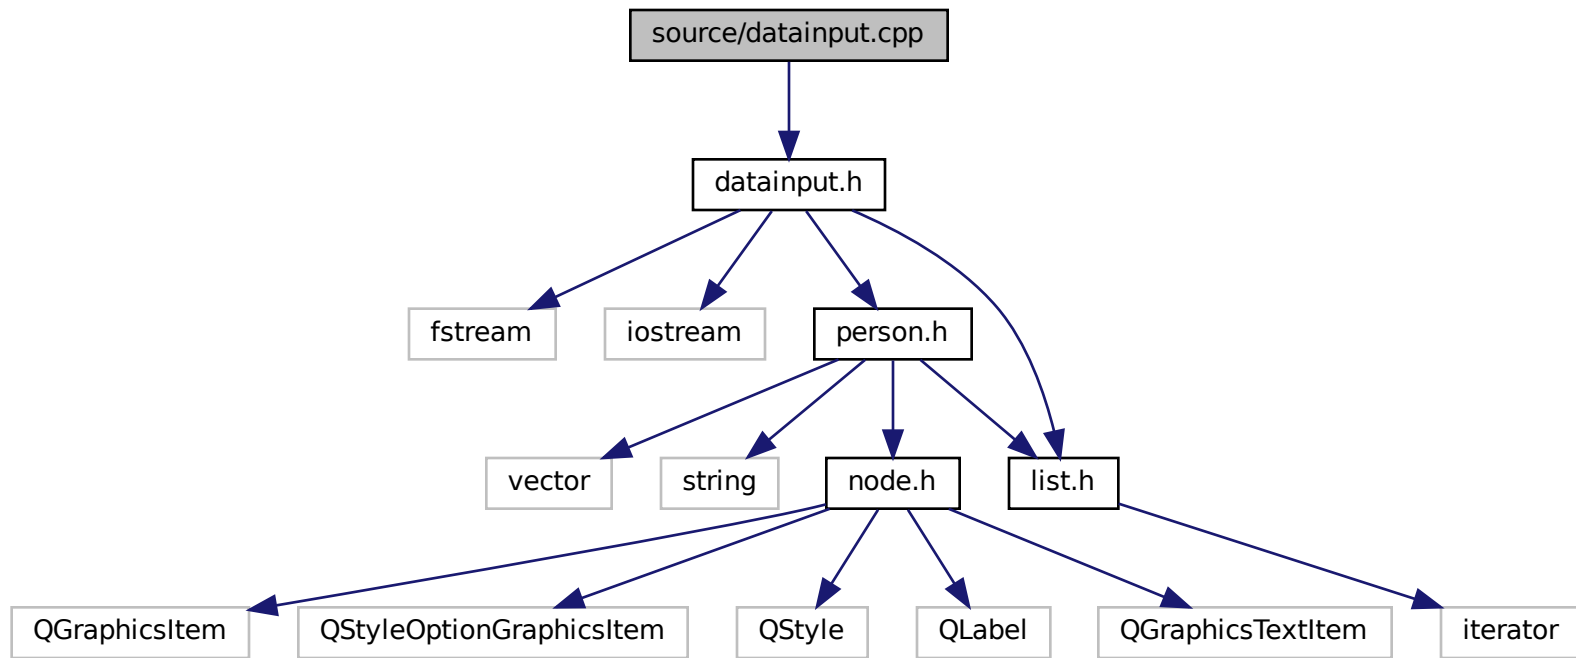 source/datainput.cpp
datainput.h
fstream
iostream
person.h
vector
string
node.h
list.h
QGraphicsItem
QStyleOptionGraphicsItem
QStyle
QLabel
QGraphicsTextItem
iterator